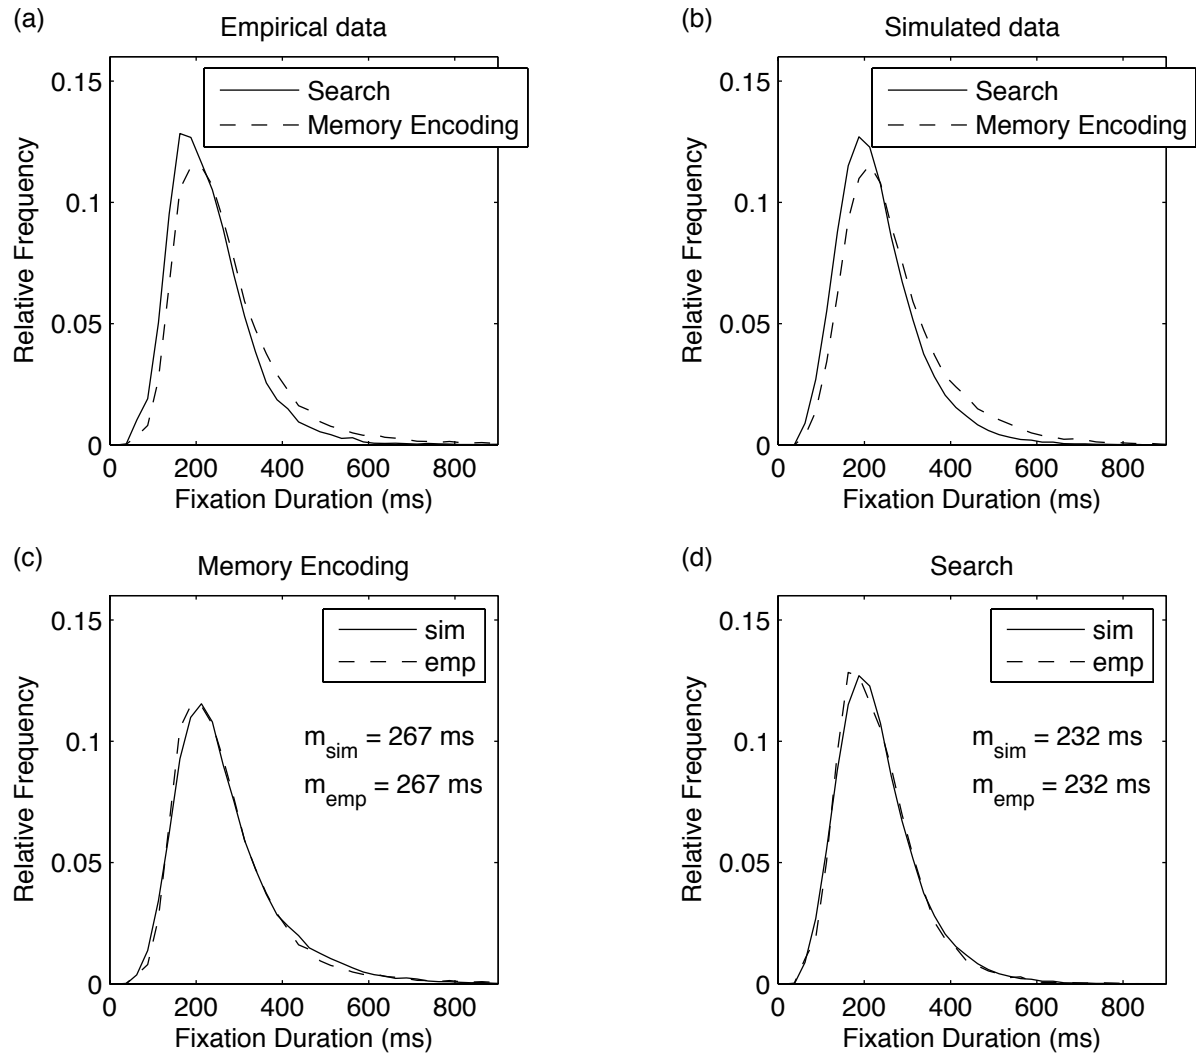 (a)
Empirical data
Search
Memory Encoding
0.15
0.1
0.05
0
Relative Frequency
0 200 400 600 800
Fixation Duration (ms)
(b)
Simulated data
Search
Memory Encoding
0.15
0.1
0.05
0
Relative Frequency
0 200 400 600 800
Fixation Duration (ms)
(c)
Memory Encoding
sim
emp
m_sim = 267 ms
m_emp = 267 ms
0.15
0.1
0.05
0
Relative Frequency
0 200 400 600 800
Fixation Duration (ms)
(d)
Search
sim
emp
m_sim = 232 ms
m_emp = 232 ms
0.15
0.1
0.05
0
Relative Frequency
0 200 400 600 800
Fixation Duration (ms)